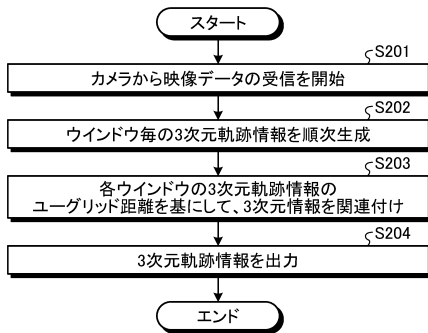 スタート
S201
カメラから映像データの受信を開始
S202
ウインドウ毎の3次元軌跡情報を順次生成
S203
各ウインドウの3次元軌跡情報の
ユーグリッド距離を基にして、3次元情報を関連付け
S204
3次元軌跡情報を出力
エンド